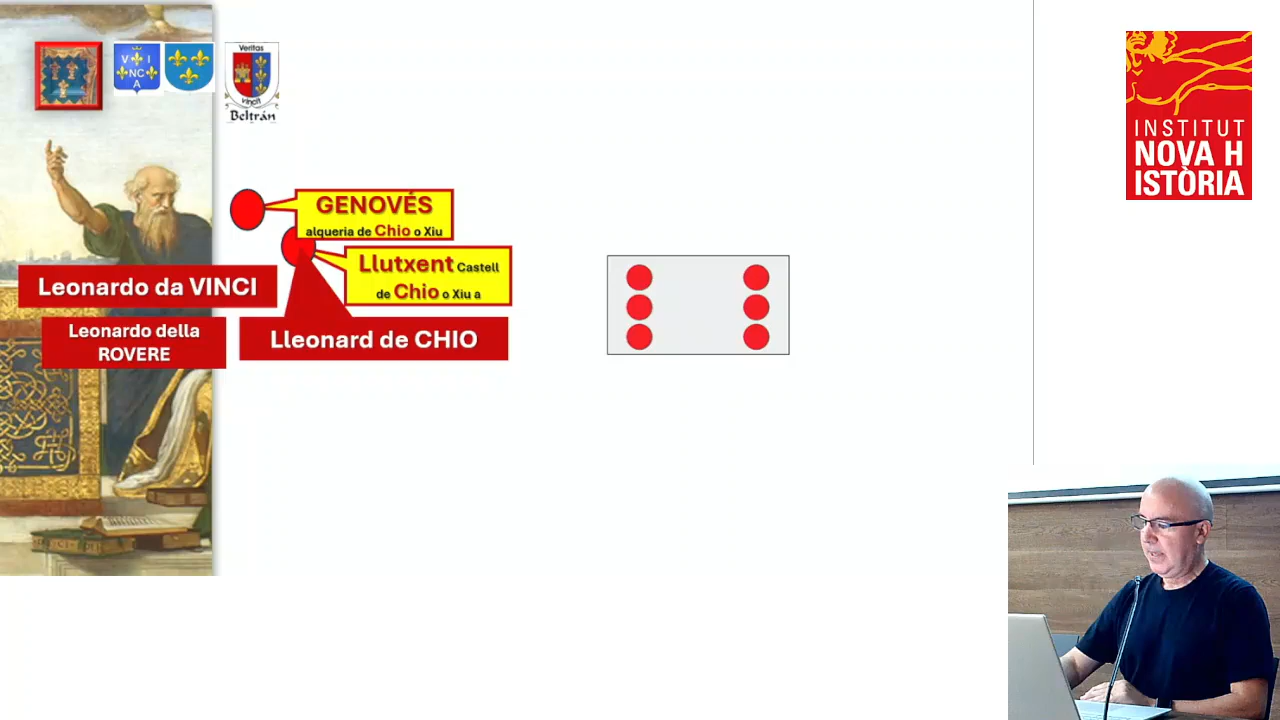 V I
NC
A
Veritas
Vincit
Beltrán
INSTITUT
NOVA H
ISTÒRIA
GENOVÉS
alqueria de Chio o Xiu
Llutxent Castell
de Chio o Xiu a
Leonardo da VINCI
Leonardo della
ROVERE
Lleonard de CHIO